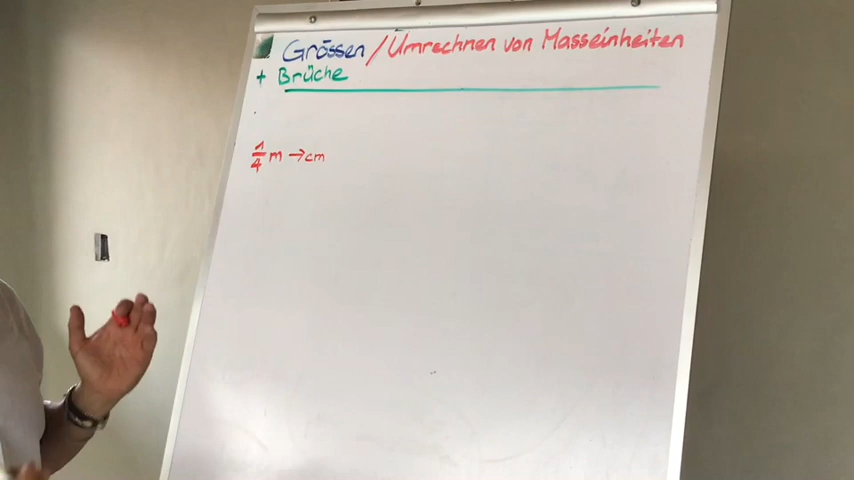 Grössen / Umrechnen von Masseinheiten
+ Brüche
1/4 m → cm